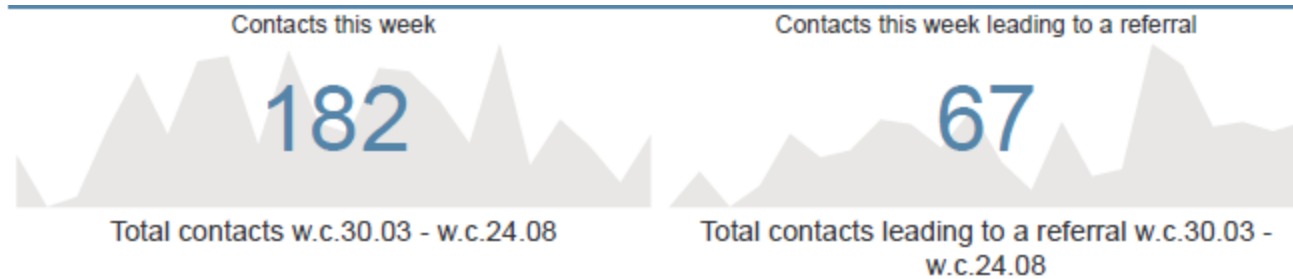 Contacts this week
182
Total contacts w.c.30.03 - w.c.24.08
Contacts this week leading to a referral
67
Total contacts leading to a referral w.c.30.03 -
w.c.24.08